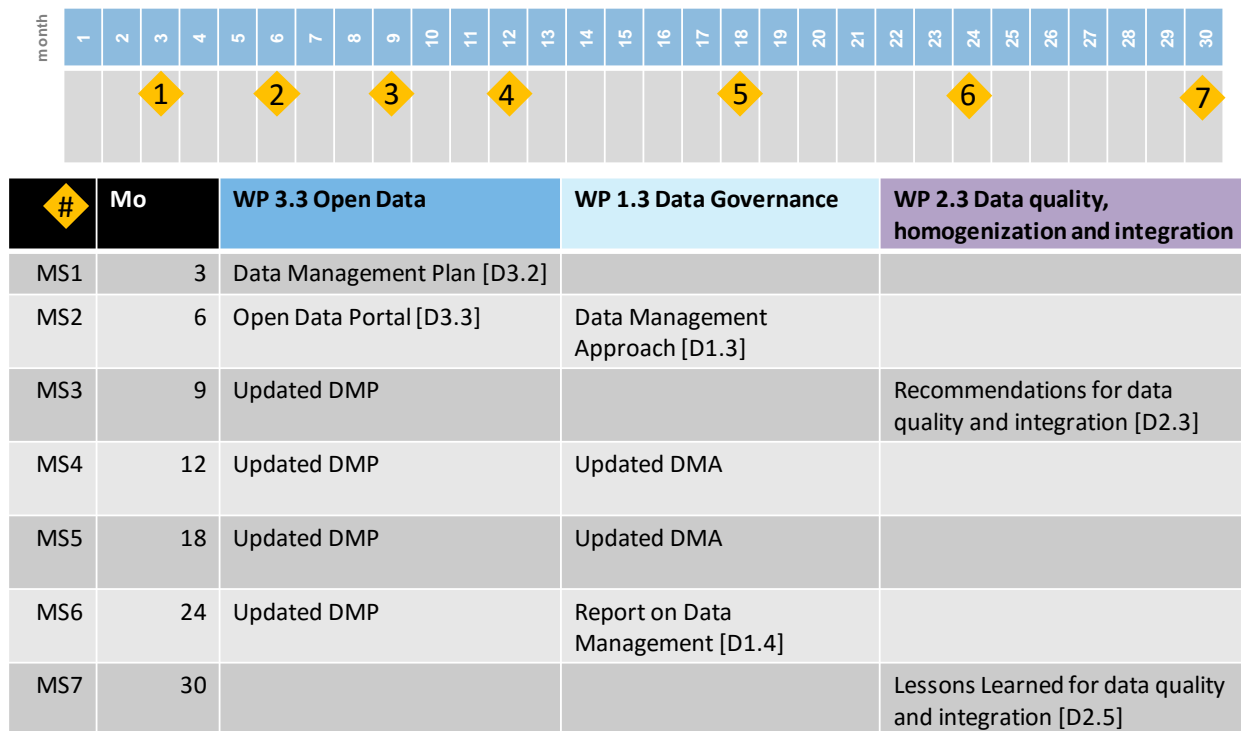 month 1 2 3 4 5 6 7 8 9 10 11 12 13 14 15 16 17 18 19 20 21 22 23 24 25 26 27 28 29 30
1 2 3 4 5 6 7
# Mo WP 3.3 Open Data WP 1.3 Data Governance WP 2.3 Data quality,
homogenization and integration
MS1 3 Data Management Plan [D3.2]
MS2 6 Open Data Portal [D3.3] Data Management
Approach [D1.3]
MS3 9 Updated DMP Recommendations for data
quality and integration [D2.3]
MS4 12 Updated DMP Updated DMA
MS5 18 Updated DMP Updated DMA
MS6 24 Updated DMP Report on Data
Management [D1.4]
MS7 30 Lessons Learned for data quality
and integration [D2.5]